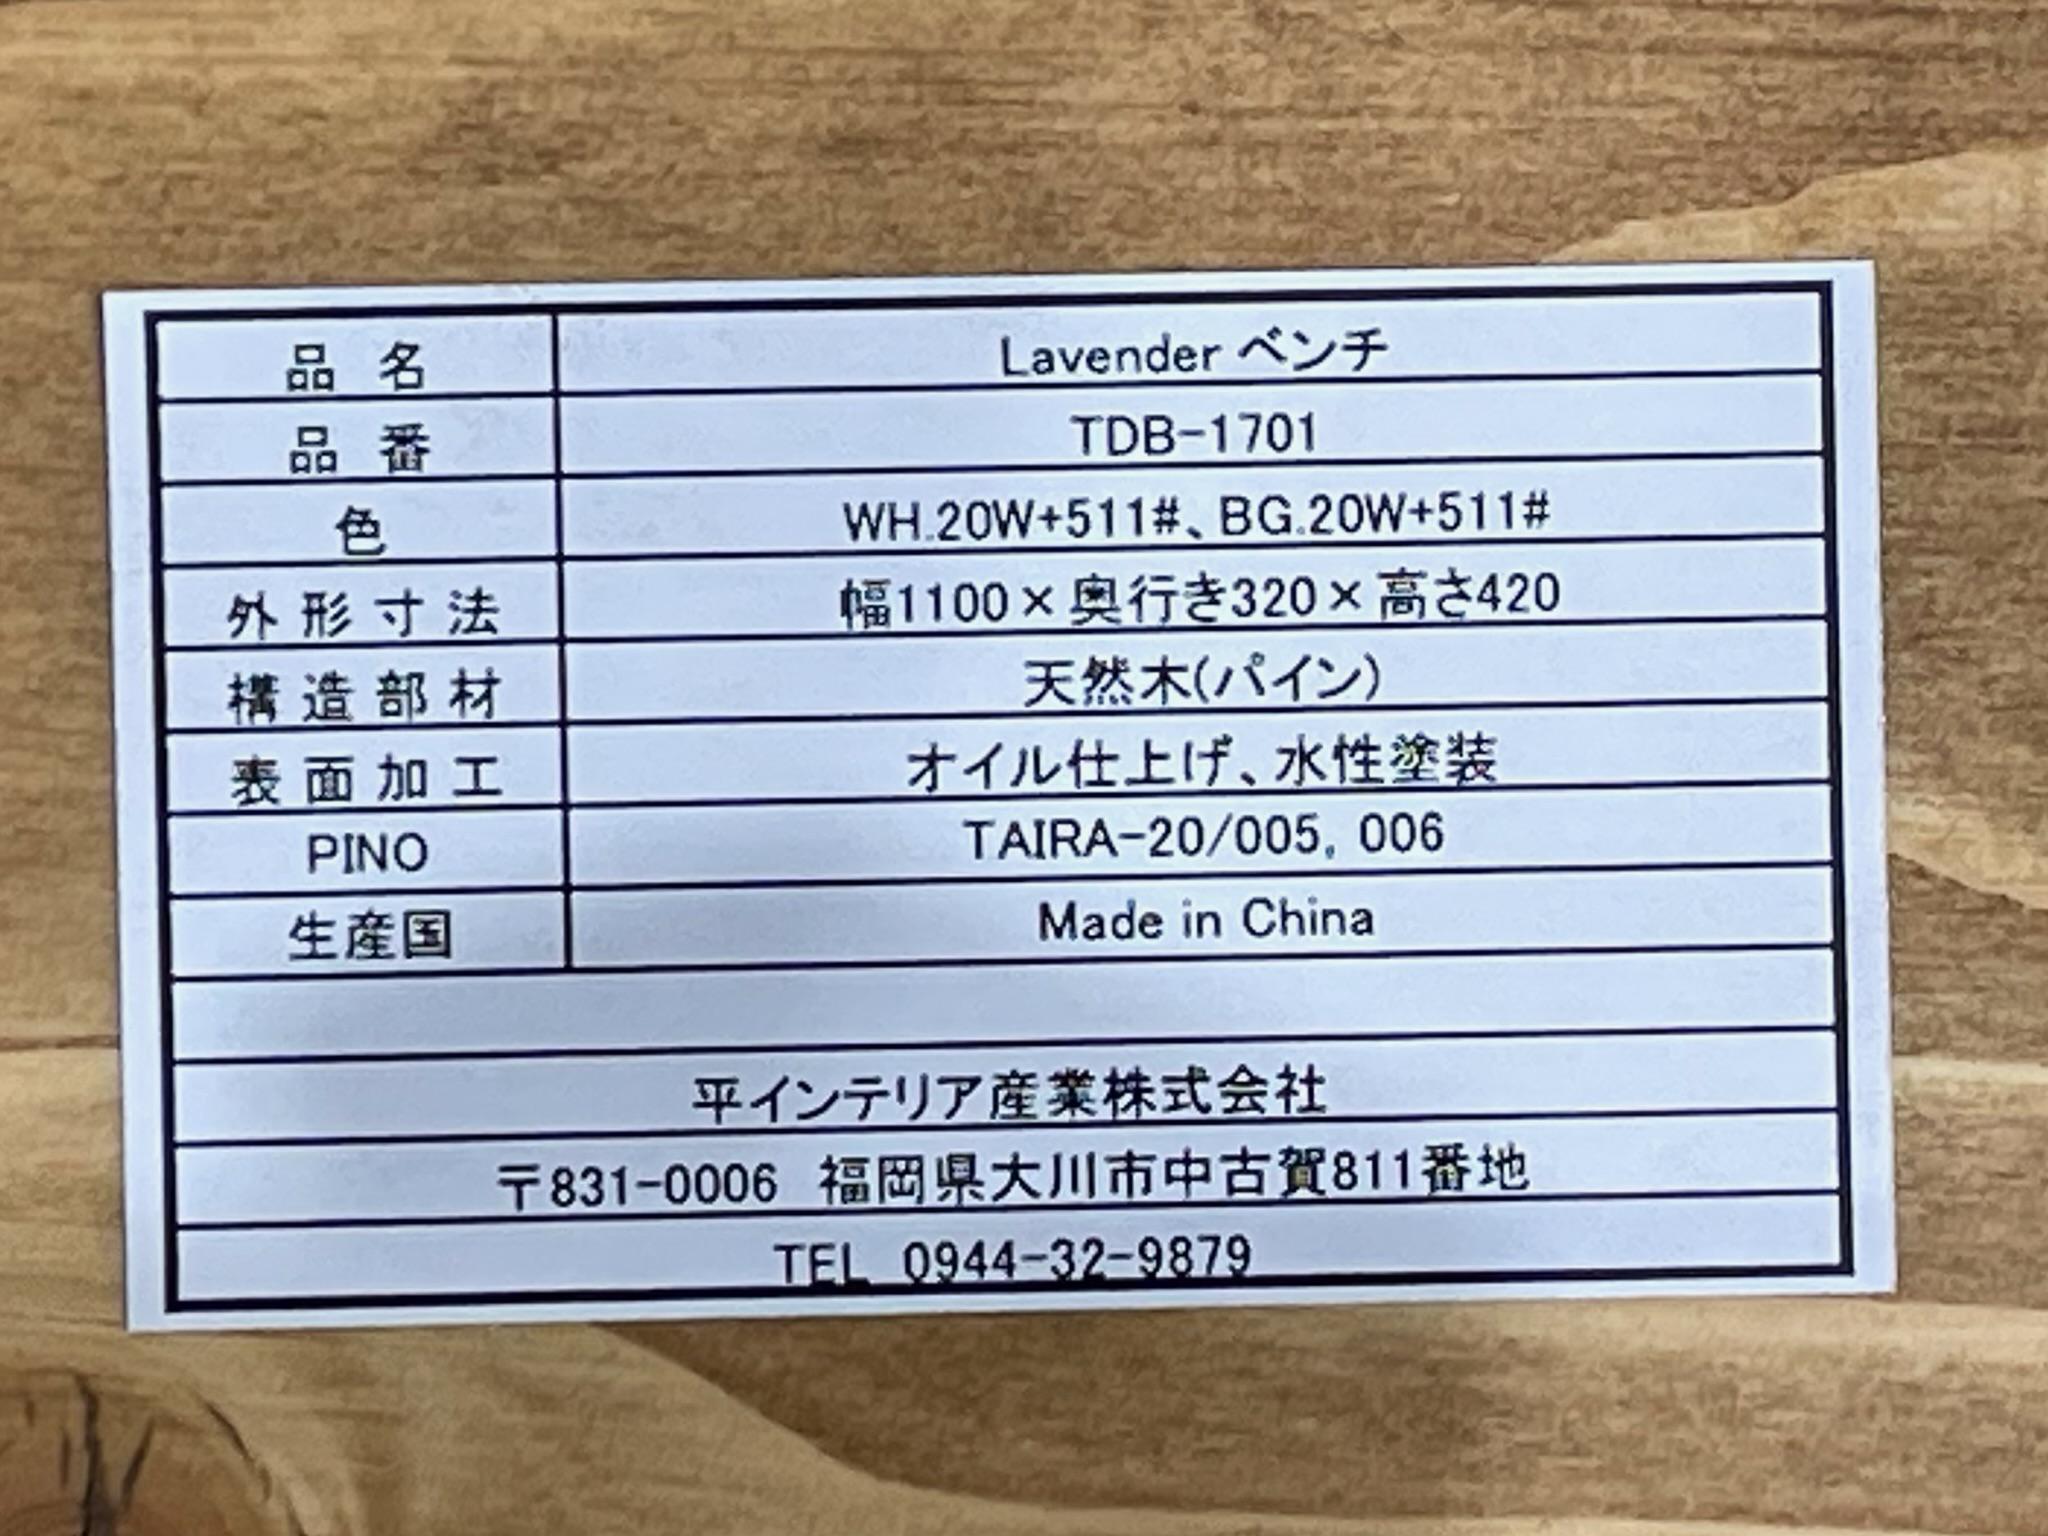 品名 Lavender ベンチ
品番 TDB-1701
色 WH.20W+511#、BG.20W+511#
外形寸法 幅1100×奥行き320×高さ420
構造部材 天然木(パイン)
表面加工 オイル仕上げ、水性塗装
PINO TAIRA-20/005, 006
生産国 Made in China
平インテリア産業株式会社
〒831-0006 福岡県大川市中古賀811番地
TEL 0944-32-9879